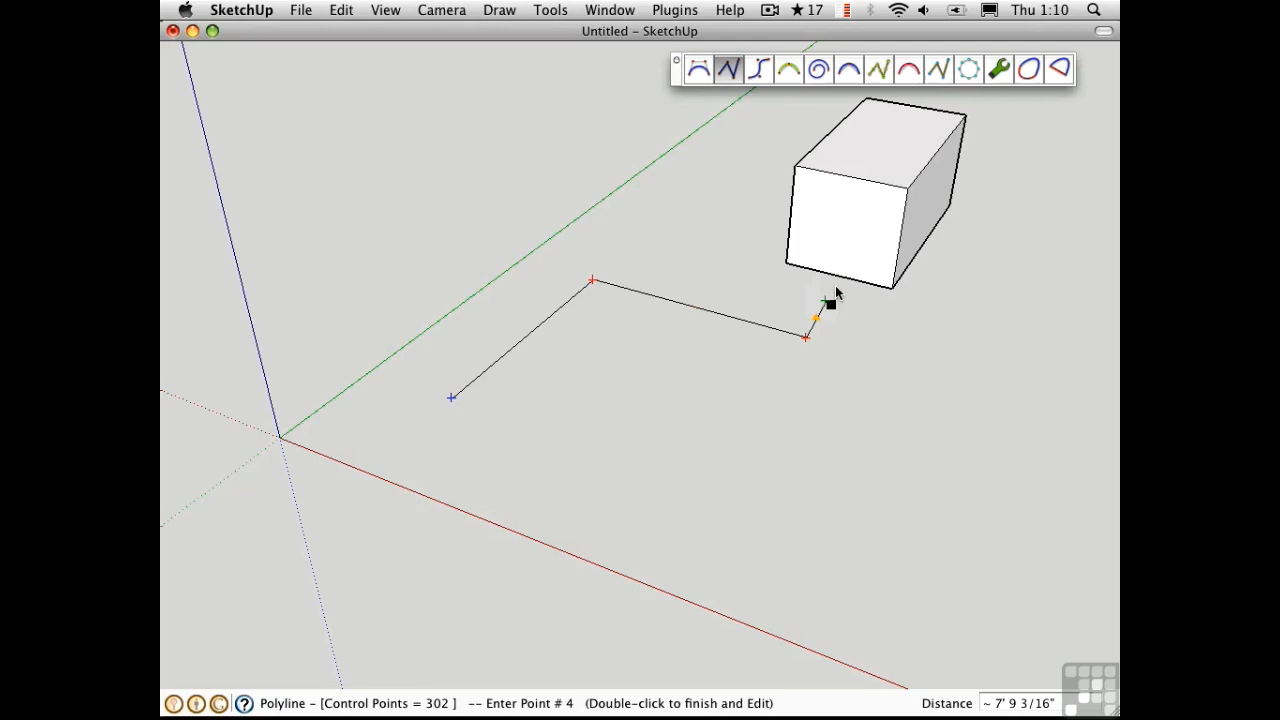 SketchUp File Edit View Camera Draw Tools Window Plugins Help 17 Thu 1:10
Untitled – SketchUp
Polyline – [Control Points = 302 ] -- Enter Point # 4 (Double-click to finish and Edit) Distance ~ 7' 9 3/16"